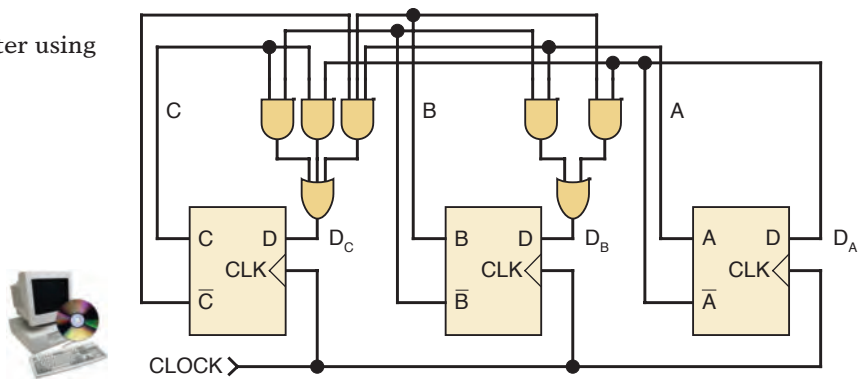 ter using
C
B
A
C D D_C
CLK
C̅
B D D_B
CLK
B̅
A D D_A
CLK
A̅
CLOCK